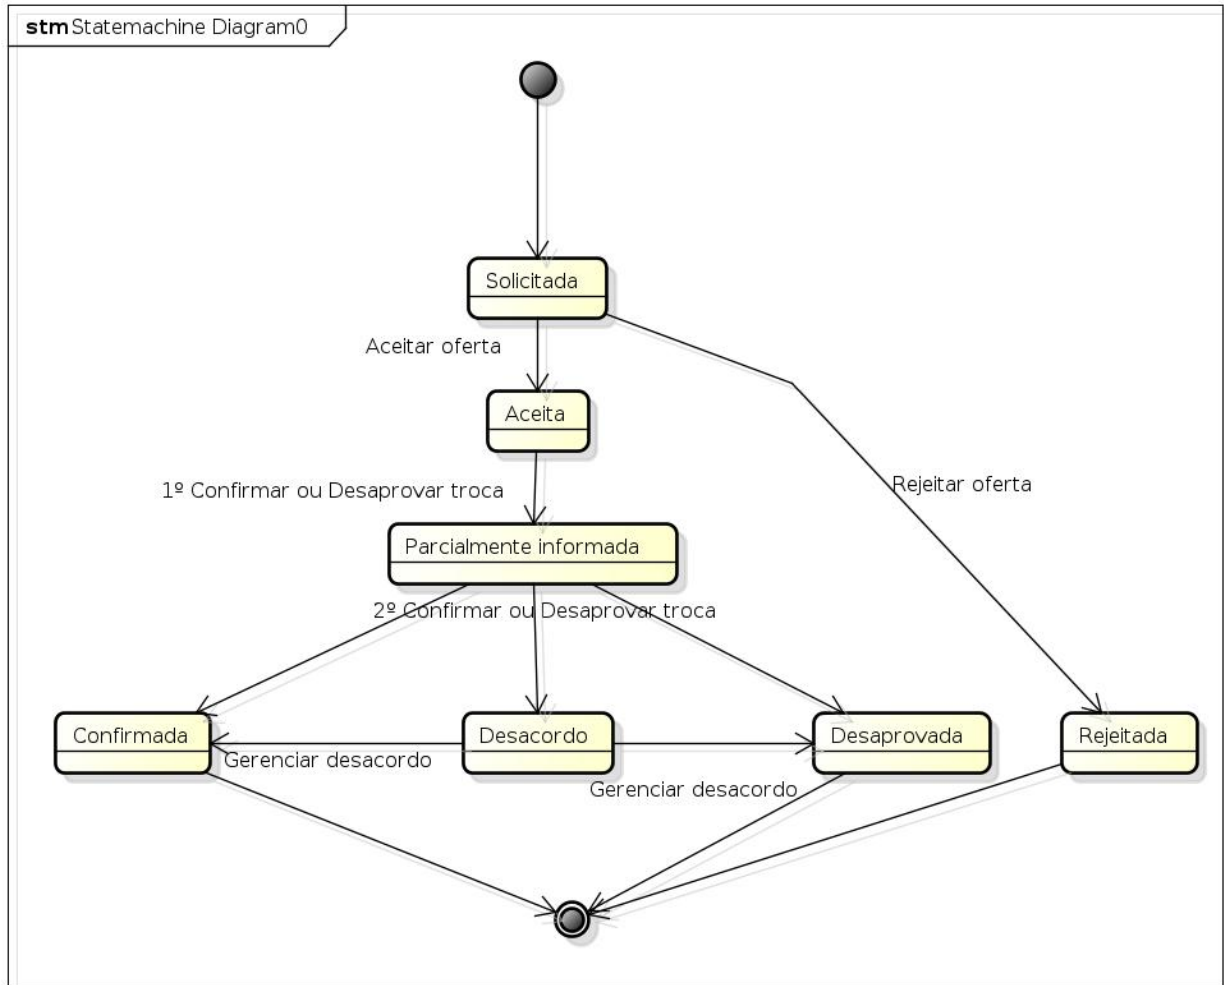 stm Statemachine Diagram0
Solicitada
Aceitar oferta
Aceita
1º Confirmar ou Desaprovar troca
Rejeitar oferta
Parcialmente informada
2º Confirmar ou Desaprovar troca
Confirmada
Desacordo
Desaprovada
Rejeitada
Gerenciar desacordo
Gerenciar desacordo